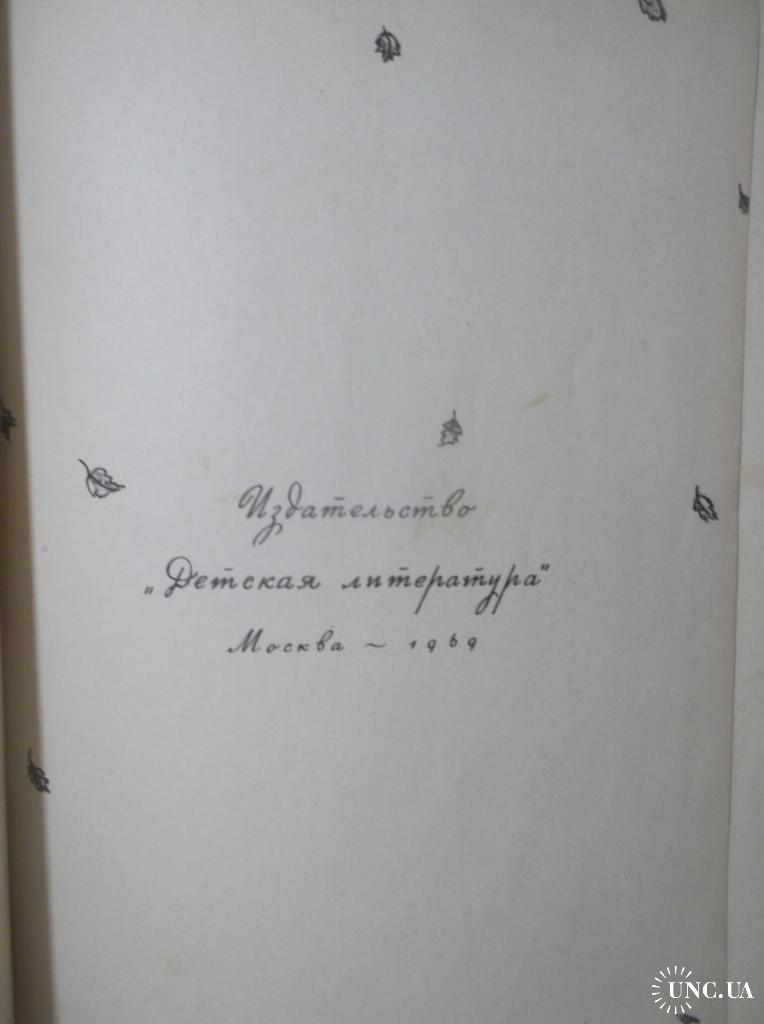 Издательство
„Детская литература"
Москва ~ 1969
UNC.UA